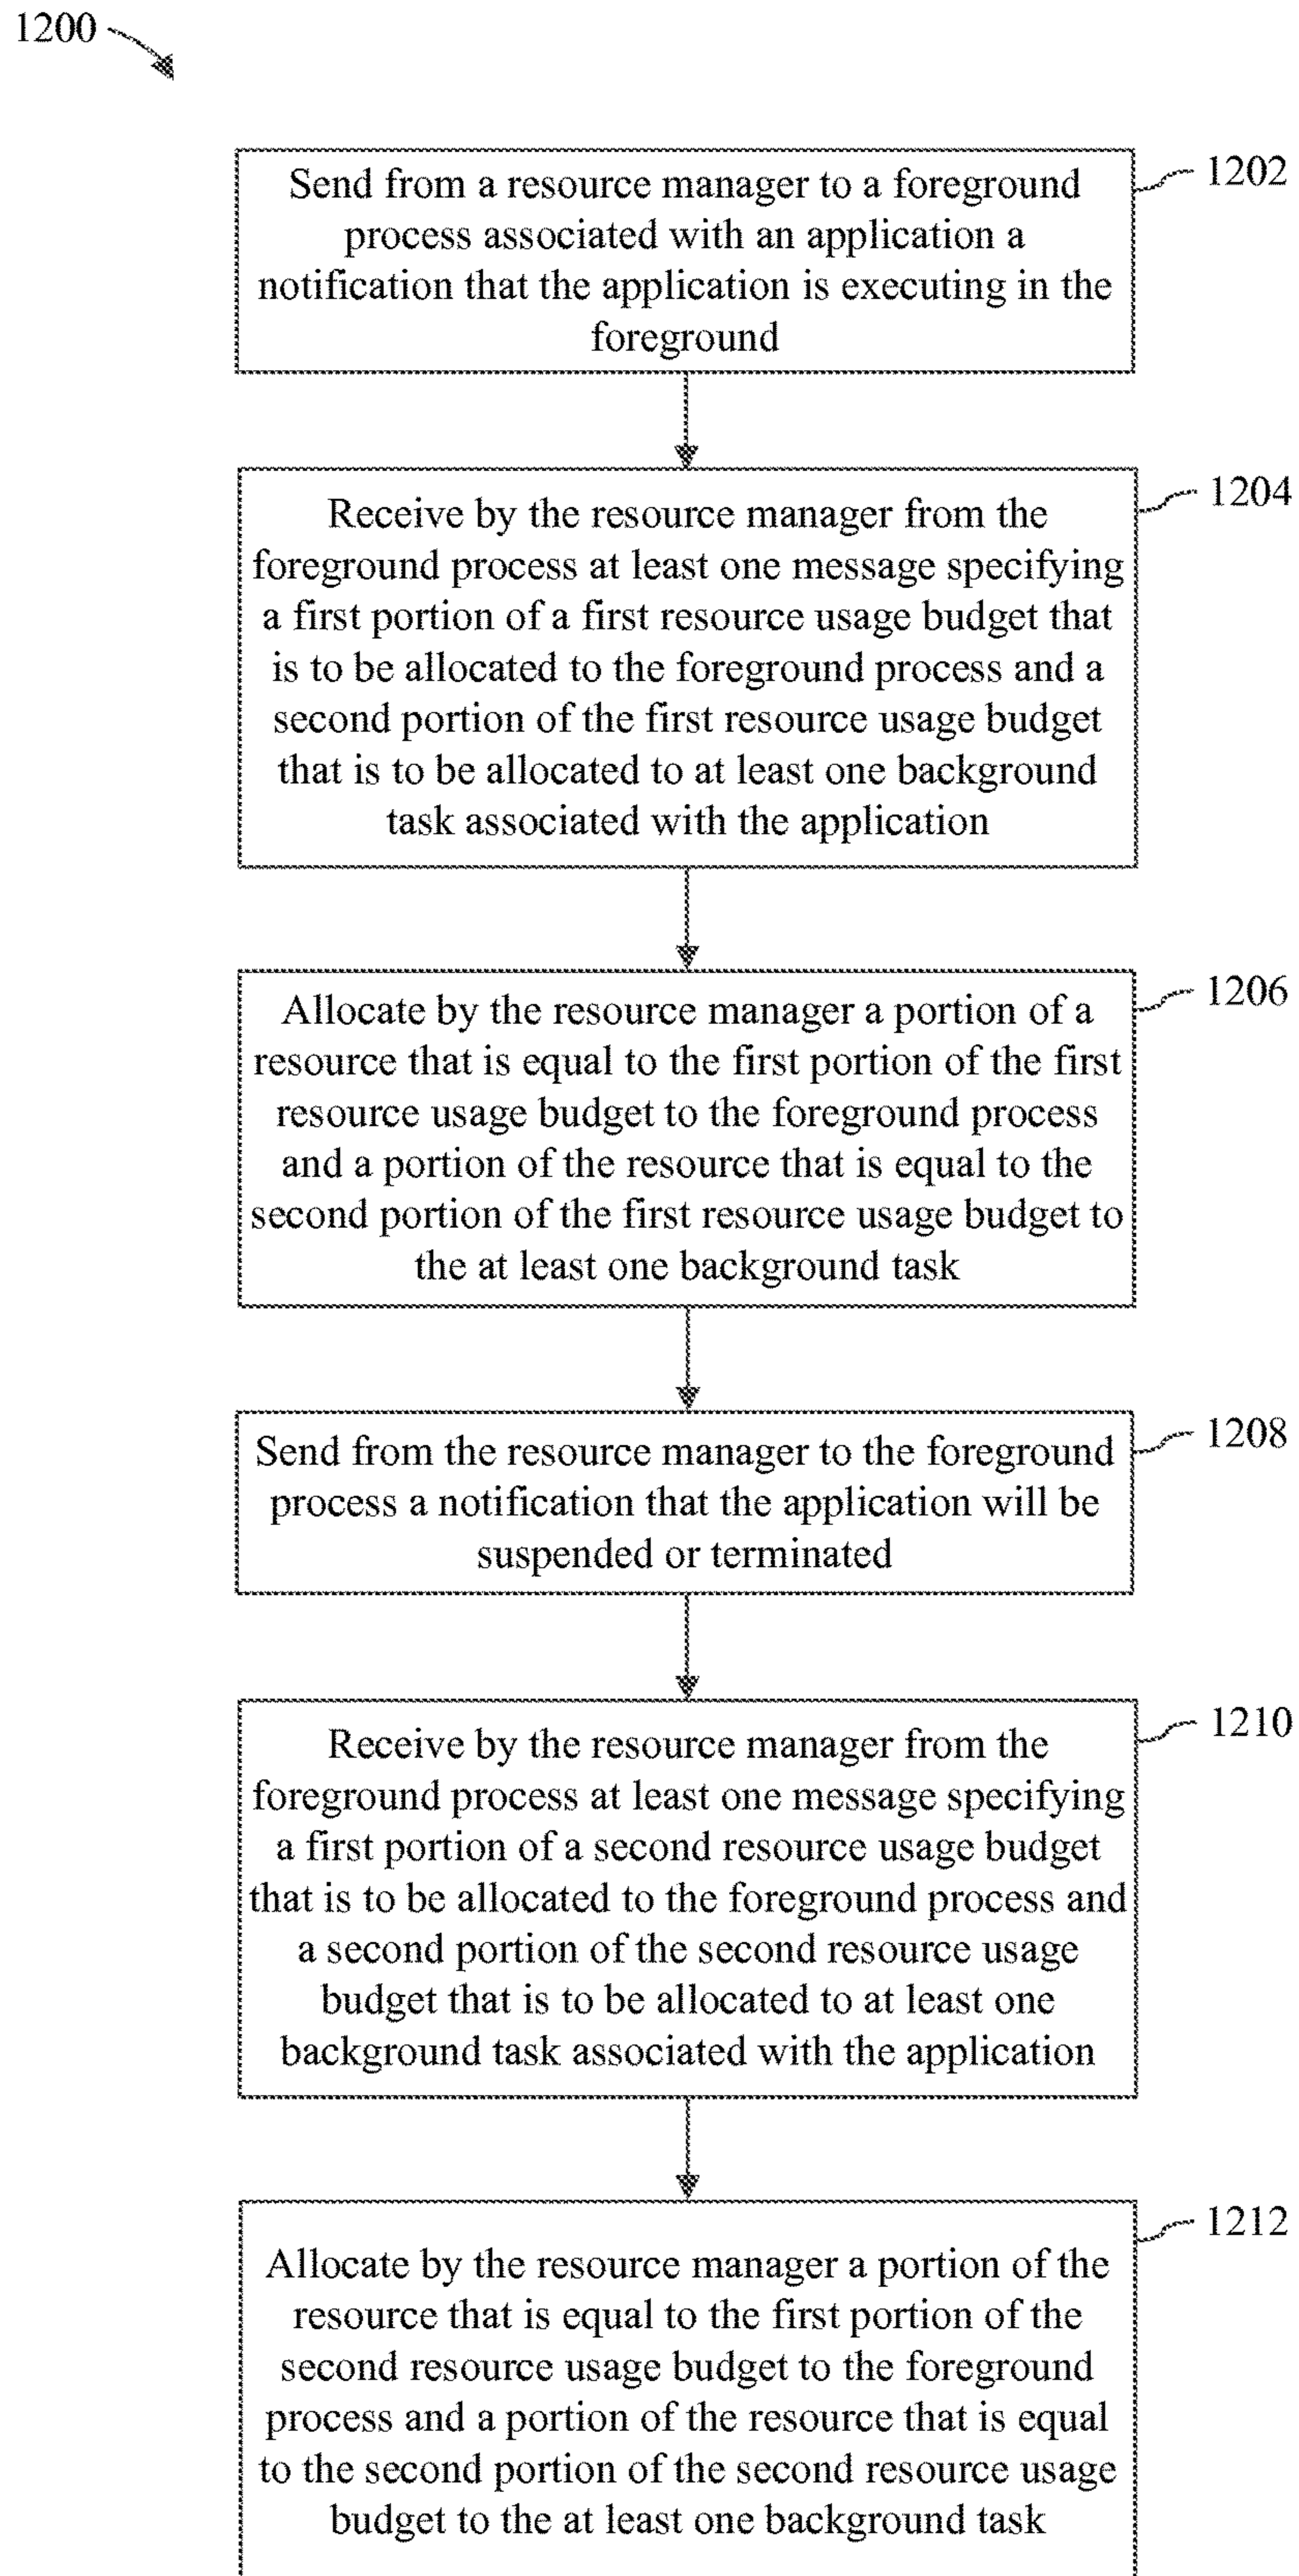 1200
Send from a resource manager to a foreground
process associated with an application a
notification that the application is executing in the
foreground
1202
Receive by the resource manager from the
foreground process at least one message specifying
a first portion of a first resource usage budget that
is to be allocated to the foreground process and a
second portion of the first resource usage budget
that is to be allocated to at least one background
task associated with the application
1204
Allocate by the resource manager a portion of a
resource that is equal to the first portion of the first
resource usage budget to the foreground process
and a portion of the resource that is equal to the
second portion of the first resource usage budget to
the at least one background task
1206
Send from the resource manager to the foreground
process a notification that the application will be
suspended or terminated
1208
Receive by the resource manager from the
foreground process at least one message specifying
a first portion of a second resource usage budget
that is to be allocated to the foreground process and
a second portion of the second resource usage
budget that is to be allocated to at least one
background task associated with the application
1210
Allocate by the resource manager a portion of the
resource that is equal to the first portion of the
second resource usage budget to the foreground
process and a portion of the resource that is equal
to the second portion of the second resource usage
budget to the at least one background task
1212